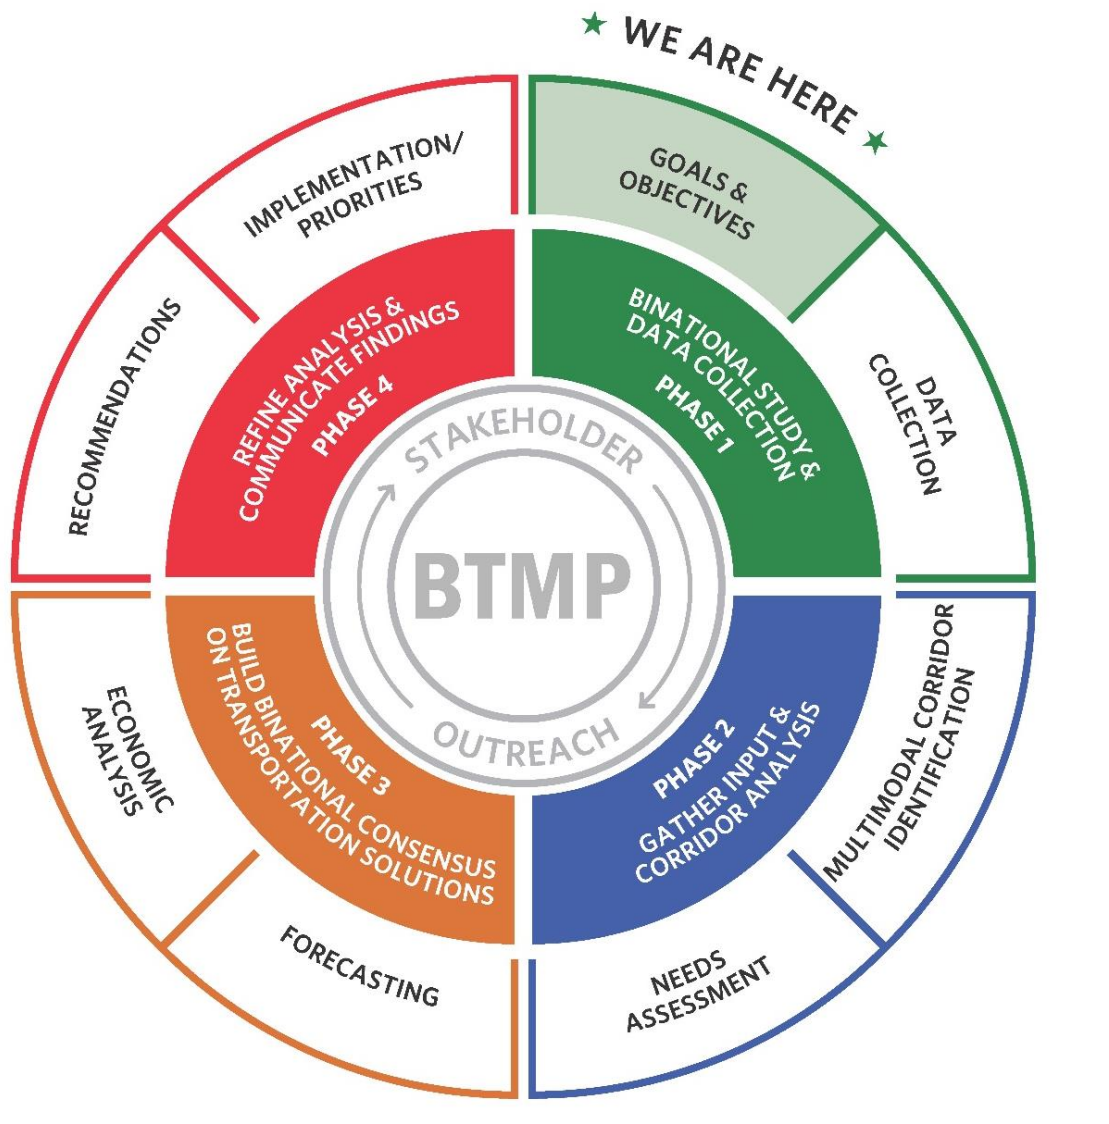 WE ARE HERE
GOALS &
OBJECTIVES
DATA
COLLECTION
BINATIONAL STUDY &
DATA COLLECTION
PHASE 1
MULTIMODAL CORRIDOR
IDENTIFICATION
NEEDS
ASSESSMENT
PHASE 2
GATHER INPUT &
CORRIDOR ANALYSIS
FORECASTING
ECONOMIC
ANALYSIS
PHASE 3
BUILD BINATIONAL CONSENSUS
ON TRANSPORTATION SOLUTIONS
RECOMMENDATIONS
IMPLEMENTATION/
PRIORITIES
REFINE ANALYSIS &
COMMUNICATE FINDINGS
PHASE 4
STAKEHOLDER
BTMP
OUTREACH